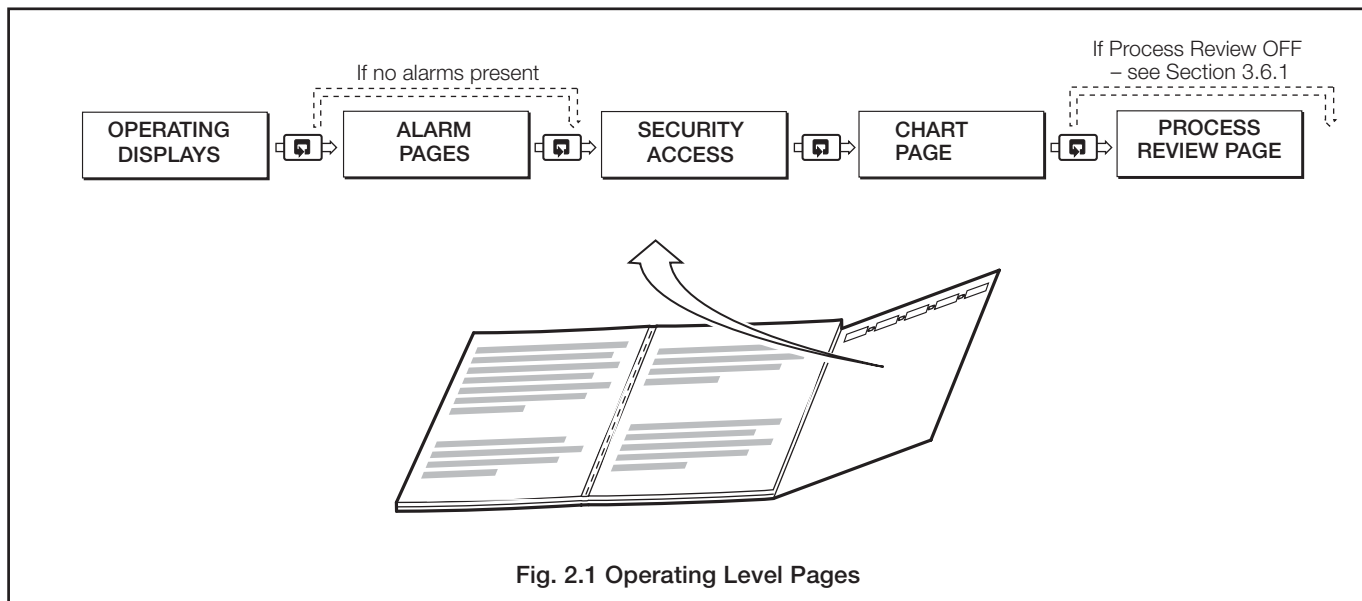 If no alarms present
If Process Review OFF
– see Section 3.6.1
OPERATING
DISPLAYS
ALARM
PAGES
SECURITY
ACCESS
CHART
PAGE
PROCESS
REVIEW PAGE
Fig. 2.1 Operating Level Pages